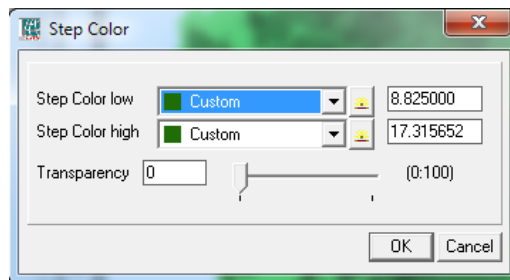 Step Color
Step Color low Custom 8.825000
Step Color high Custom 17.315652
Transparency 0 (0:100)
OK Cancel